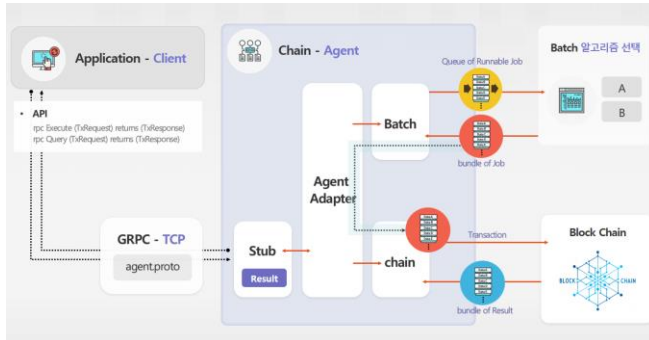 Application - Client
• API
rpc Execute (TxRequest) returns (TxResponse)
rpc Query (TxRequest) returns (TxResponse)
GRPC - TCP
agent.proto
Chain - Agent
Stub
Result
Agent
Adapter
Batch
chain
Queue of Runnable Job
bundle of Job
Transaction
bundle of Result
Batch 알고리즘 선택
A
B
Block Chain
BLOCK
CHAIN